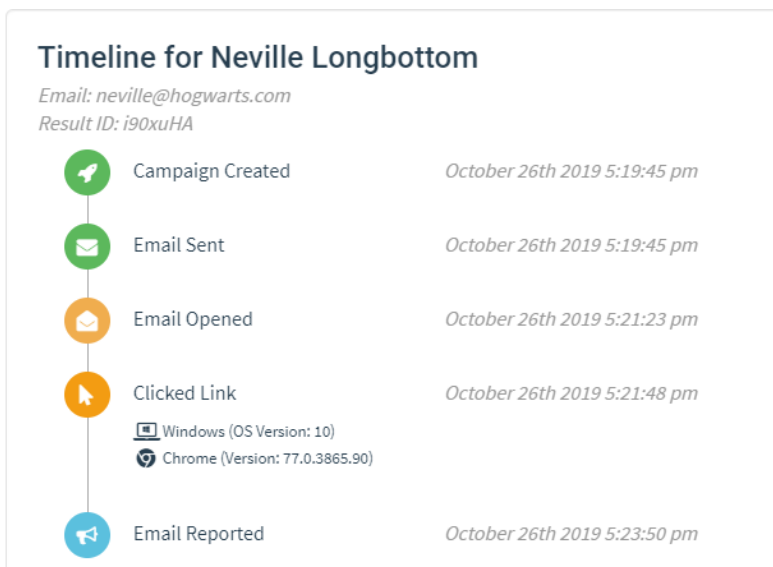 Timeline for Neville Longbottom
Email: neville@hogwarts.com
Result ID: i90xuHA
Campaign Created October 26th 2019 5:19:45 pm
Email Sent October 26th 2019 5:19:45 pm
Email Opened October 26th 2019 5:21:23 pm
Clicked Link October 26th 2019 5:21:48 pm
Windows (OS Version: 10)
Chrome (Version: 77.0.3865.90)
Email Reported October 26th 2019 5:23:50 pm